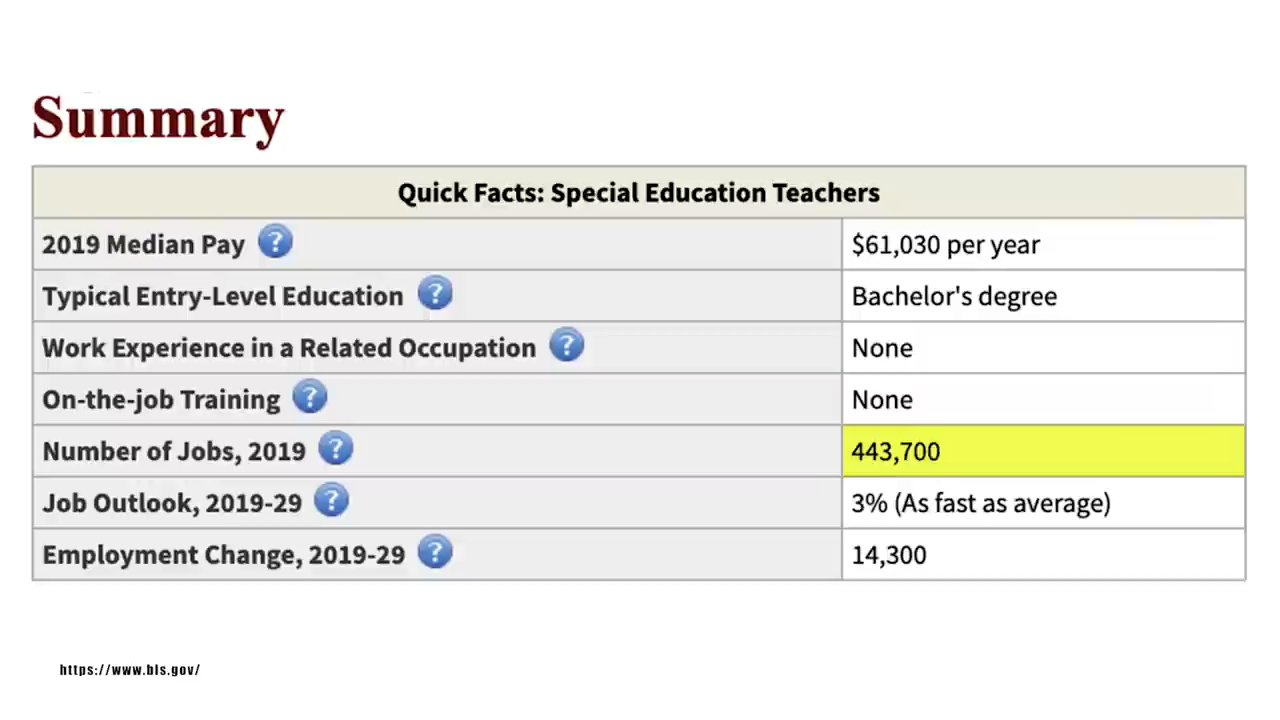 Summary
Quick Facts: Special Education Teachers
2019 Median Pay ? $61,030 per year
Typical Entry-Level Education ? Bachelor's degree
Work Experience in a Related Occupation ? None
On-the-job Training ? None
Number of Jobs, 2019 ? 443,700
Job Outlook, 2019-29 ? 3% (As fast as average)
Employment Change, 2019-29 ? 14,300
https://www.bls.gov/